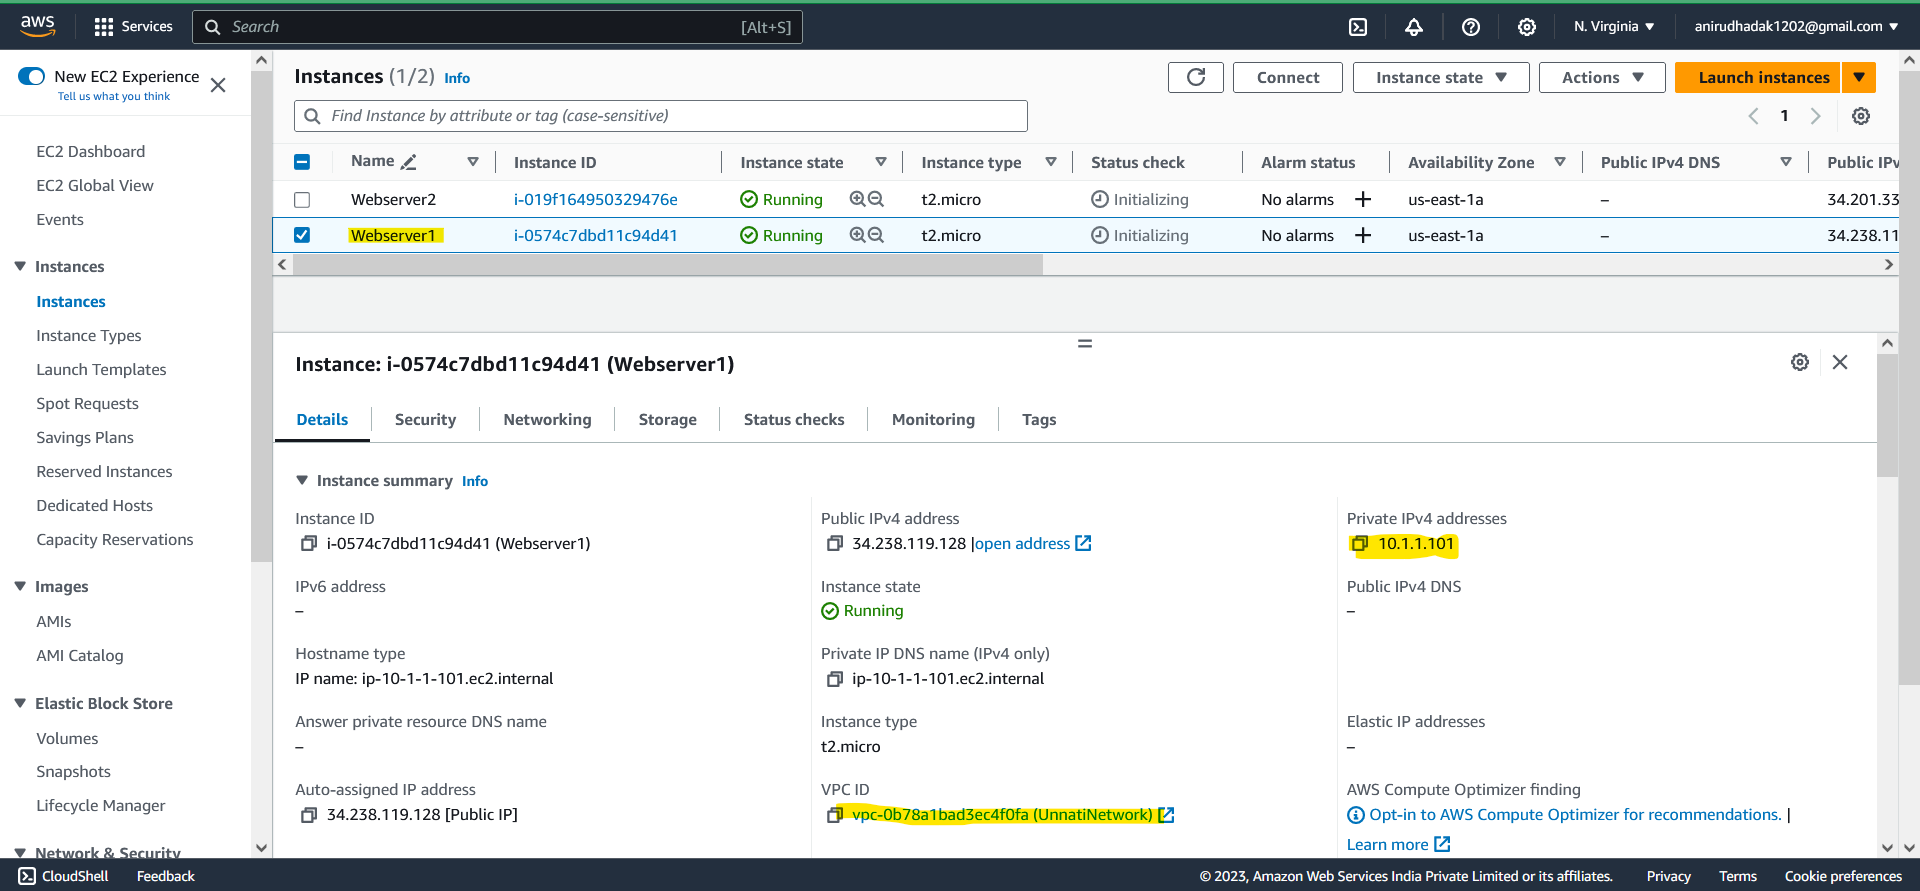 aws Services Search [Alt+S] N. Virginia anirudhadak1202@gmail.com
New EC2 Experience
Tell us what you think
EC2 Dashboard
EC2 Global View
Events
Instances
Instances
Instance Types
Launch Templates
Spot Requests
Savings Plans
Reserved Instances
Dedicated Hosts
Capacity Reservations
Images
AMIs
AMI Catalog
Elastic Block Store
Volumes
Snapshots
Lifecycle Manager
Network & Security
Instances (1/2) Info Connect Instance state Actions Launch instances
Find Instance by attribute or tag (case-sensitive) 1
Name Instance ID Instance state Instance type Status check Alarm status Availability Zone Public IPv4 DNS Public IPv
Webserver2 i-019f164950329476e Running t2.micro Initializing No alarms + us-east-1a – 34.201.33
Webserver1 i-0574c7dbd11c94d41 Running t2.micro Initializing No alarms + us-east-1a – 34.238.11
Instance: i-0574c7dbd11c94d41 (Webserver1)
Details Security Networking Storage Status checks Monitoring Tags
Instance summary Info
Instance ID
i-0574c7dbd11c94d41 (Webserver1)
Public IPv4 address
34.238.119.128 |open address
Private IPv4 addresses
10.1.1.101
IPv6 address
–
Instance state
Running
Public IPv4 DNS
–
Hostname type
IP name: ip-10-1-1-101.ec2.internal
Private IP DNS name (IPv4 only)
ip-10-1-1-101.ec2.internal
Answer private resource DNS name
–
Instance type
t2.micro
Elastic IP addresses
–
Auto-assigned IP address
34.238.119.128 [Public IP]
VPC ID
vpc-0b78a1bad3ec4f0fa (UnnatiNetwork)
AWS Compute Optimizer finding
Opt-in to AWS Compute Optimizer for recommendations. |
Learn more
CloudShell Feedback © 2023, Amazon Web Services India Private Limited or its affiliates. Privacy Terms Cookie preferences